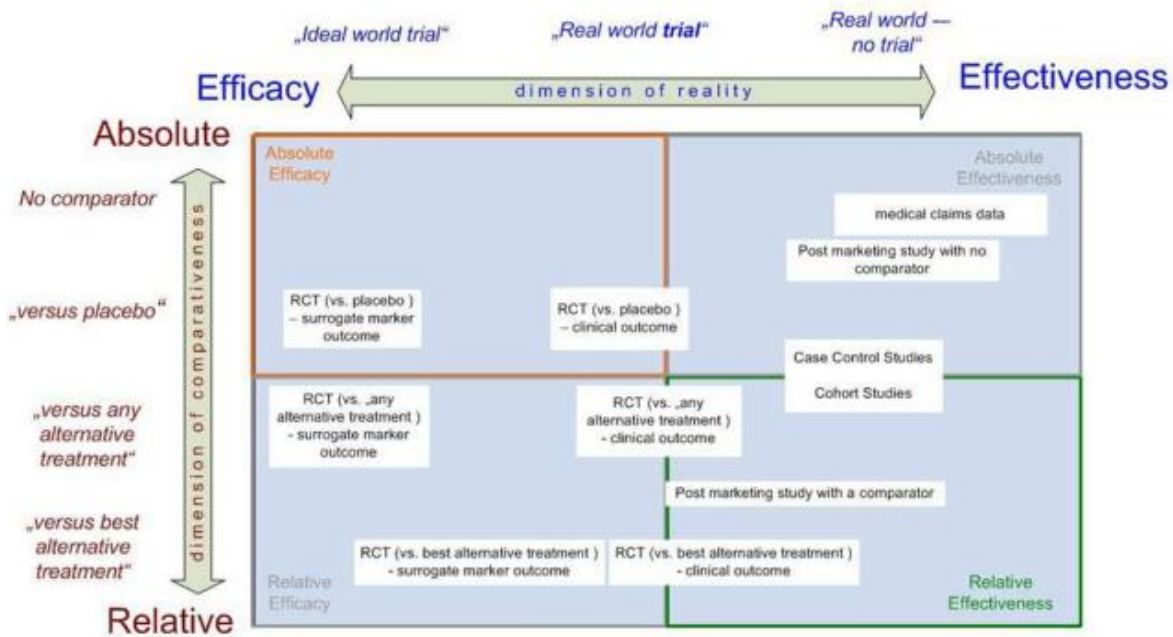 „Ideal world trial“
„Real world trial“
„Real world —
no trial“
Efficacy
dimension of reality
Effectiveness
Absolute
No comparator
„versus placebo“
„versus any
alternative
treatment“
„versus best
alternative
treatment“
Relative
dimension of comparativeness
Absolute
Efficacy
Absolute
Effectiveness
medical claims data
Post marketing study with no
comparator
RCT (vs. placebo )
– surrogate marker
outcome
RCT (vs. placebo )
– clinical outcome
Case Control Studies
Cohort Studies
RCT (vs. „any
alternative treatment )
- surrogate marker
outcome
RCT (vs. „any
alternative treatment )
- clinical outcome
Post marketing study with a comparator
RCT (vs. best alternative treatment )
- surrogate marker outcome
RCT (vs. best alternative treatment )
- clinical outcome
Relative
Efficacy
Relative
Effectiveness